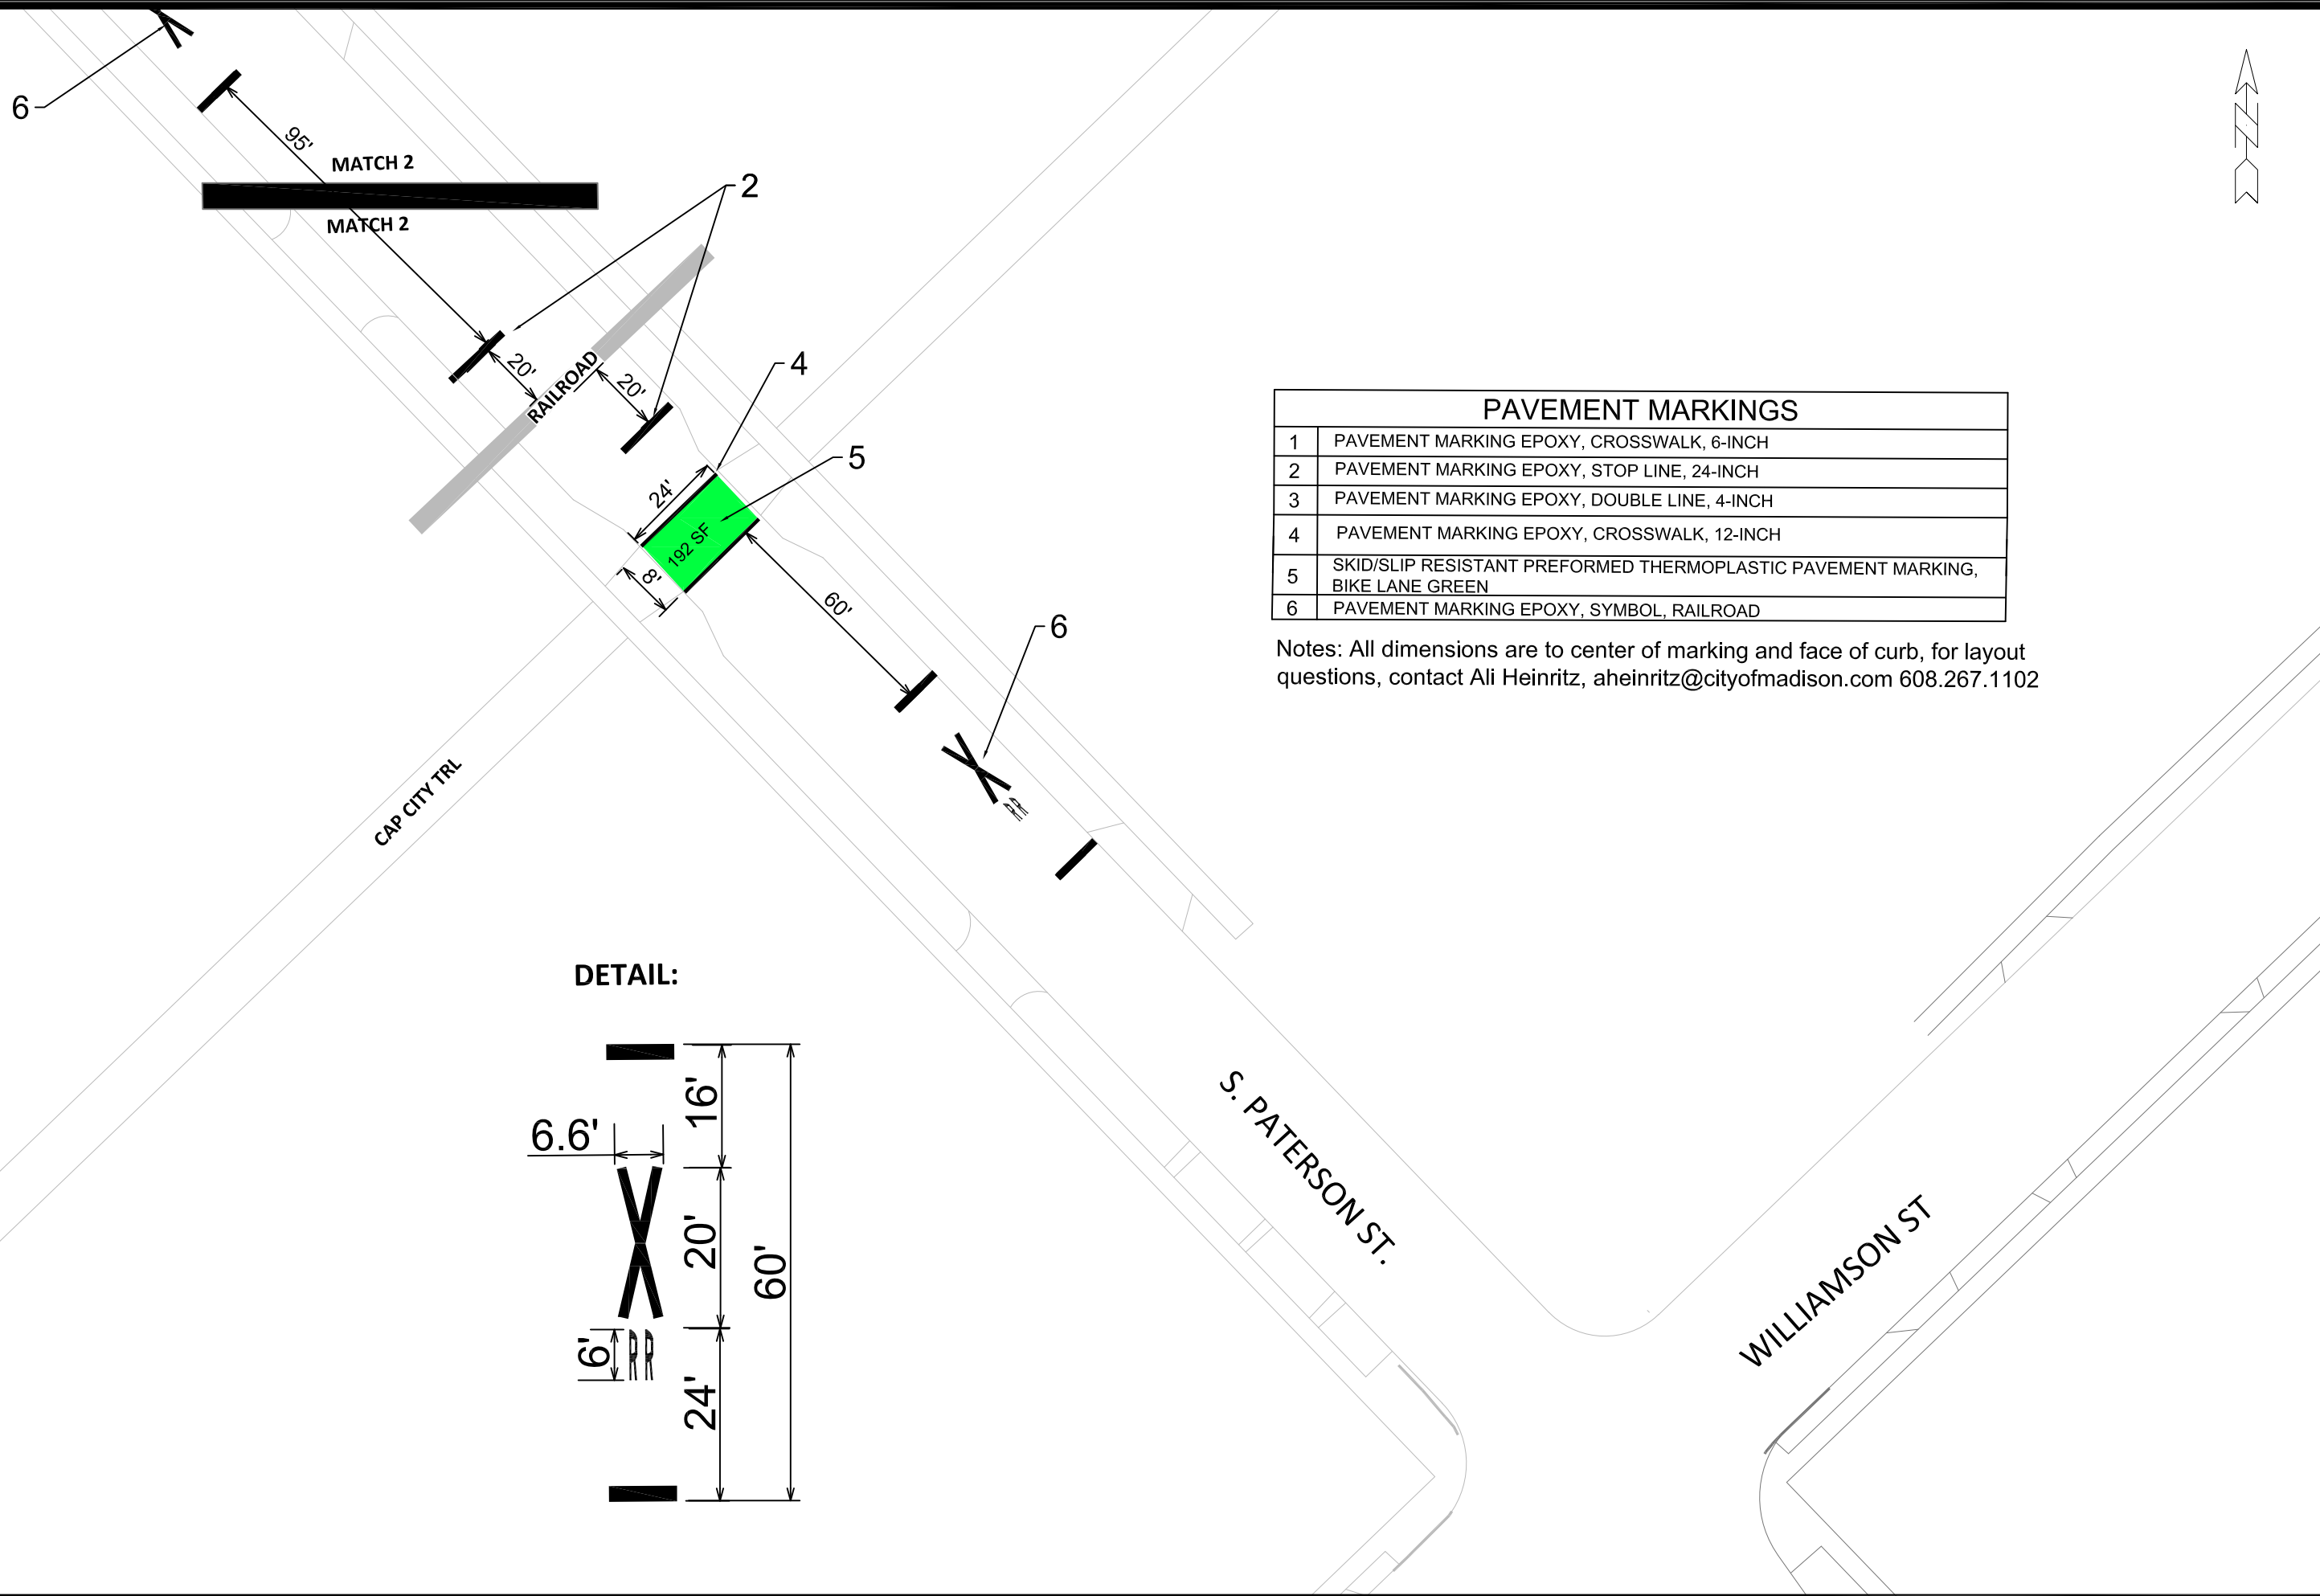 6
95'
MATCH 2
MATCH 2
2
20'
RAILROAD
20'
4
5
24'
192 SF
8'
60'
6
CAP CITY TRL
N
PAVEMENT MARKINGS
1 PAVEMENT MARKING EPOXY, CROSSWALK, 6-INCH
2 PAVEMENT MARKING EPOXY, STOP LINE, 24-INCH
3 PAVEMENT MARKING EPOXY, DOUBLE LINE, 4-INCH
4 PAVEMENT MARKING EPOXY, CROSSWALK, 12-INCH
5 SKID/SLIP RESISTANT PREFORMED THERMOPLASTIC PAVEMENT MARKING,
BIKE LANE GREEN
6 PAVEMENT MARKING EPOXY, SYMBOL, RAILROAD
Notes: All dimensions are to center of marking and face of curb, for layout
questions, contact Ali Heinritz, aheinritz@cityofmadison.com 608.267.1102
RR
DETAIL:
16'
6.6'
20'
60'
6'
RR
24'
S. PATERSON ST.
WILLIAMSON ST